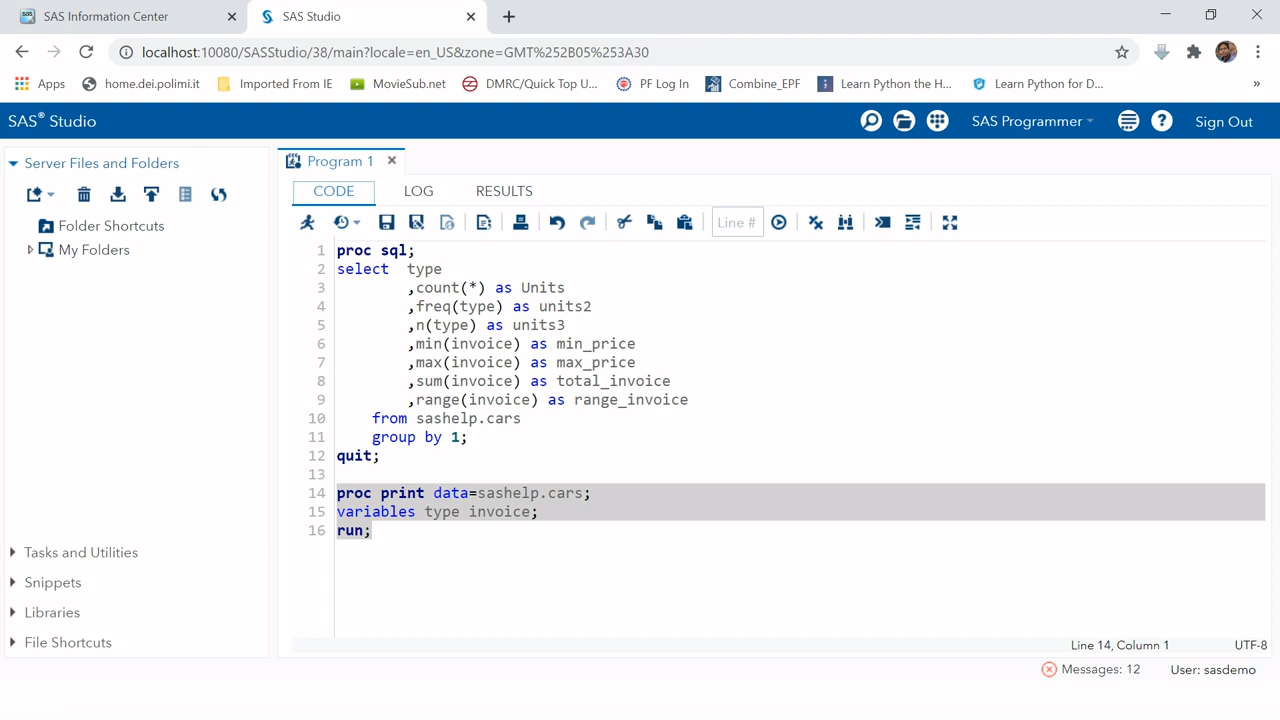 SAS Information Center
SAS Studio
localhost:10080/SASStudio/38/main?locale=en_US&zone=GMT%252B05%253A30
Apps home.dei.polimi.it Imported From IE MovieSub.net DMRC/Quick Top U... PF Log In Combine_EPF Learn Python the H... Learn Python for D... »
SAS® Studio
SAS Programmer
Sign Out
Server Files and Folders
Folder Shortcuts
My Folders
Tasks and Utilities
Snippets
Libraries
File Shortcuts
Program 1
CODE LOG RESULTS
Line #
1 proc sql;
2 select  type
3         ,count(*) as Units
4         ,freq(type) as units2
5         ,n(type) as units3
6         ,min(invoice) as min_price
7         ,max(invoice) as max_price
8         ,sum(invoice) as total_invoice
9         ,range(invoice) as range_invoice
10     from sashelp.cars
11     group by 1;
12 quit;
13
14 proc print data=sashelp.cars;
15 variables type invoice;
16 run;
Line 14, Column 1 UTF-8
Messages: 12 User: sasdemo